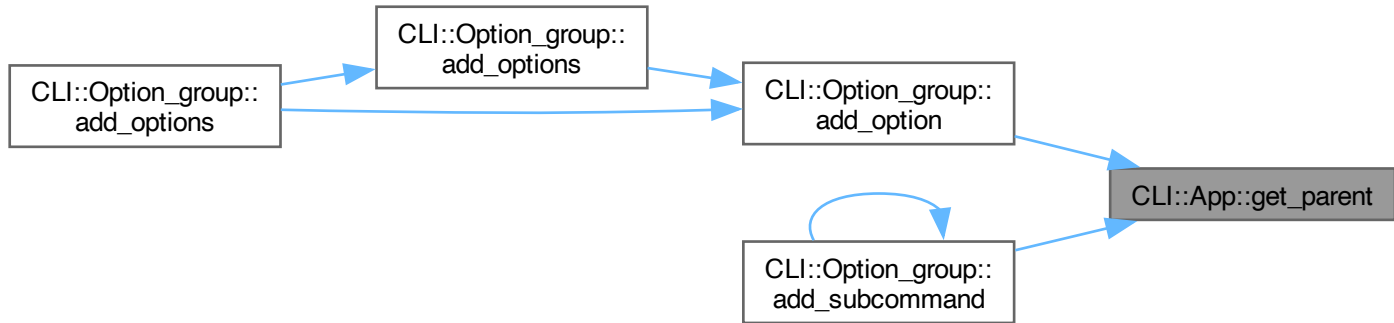 CLI::Option_group::
add_options
CLI::Option_group::
add_options
CLI::Option_group::
add_option
CLI::App::get_parent
CLI::Option_group::
add_subcommand